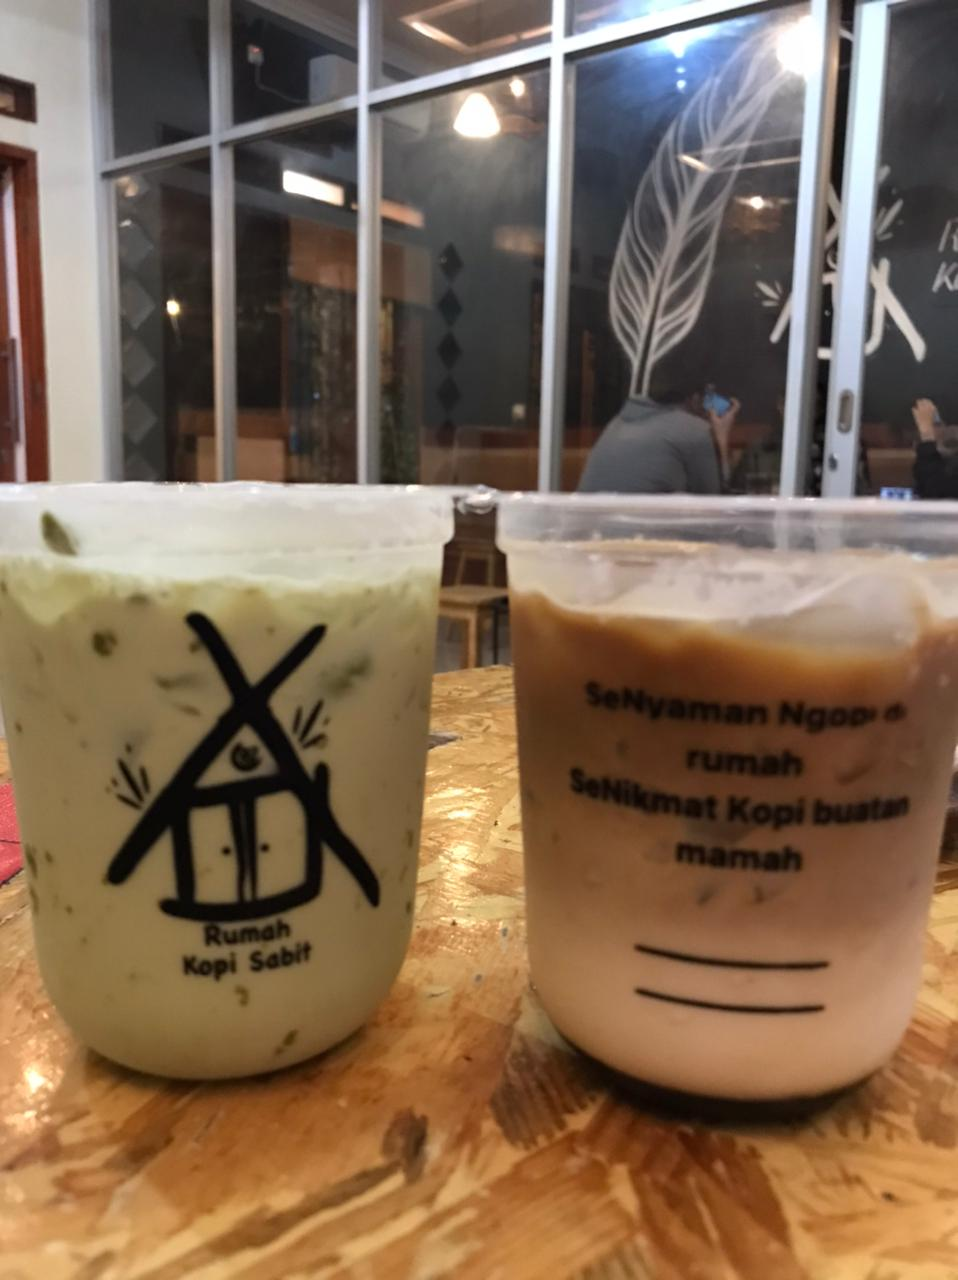 Rumah
Kopi Sabit
SeNyaman Ngopi di
rumah
SeNikmat Kopi buatan
mamah